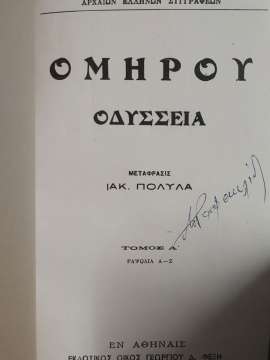 ΑΡΧΑΙΩΝ ΕΛΛΗΝΩΝ ΣΥΓΓΡΑΦΕΩΝ
ΟΜΗΡΟΥ
ΟΔΥΣΣΕΙΑ
ΜΕΤΑΦΡΑΣΙΣ
ΙΑΚ. ΠΟΛΥΛΑ
ΤΟΜΟΣ Α΄
ΡΑΨΩΔΙΑ Α-Ζ
ΕΝ ΑΘΗΝΑΙΣ
ΕΚΔΟΤΙΚΟΣ ΟΙΚΟΣ ΓΕΩΡΓΙΟΥ Δ. ΦΕΞΗ